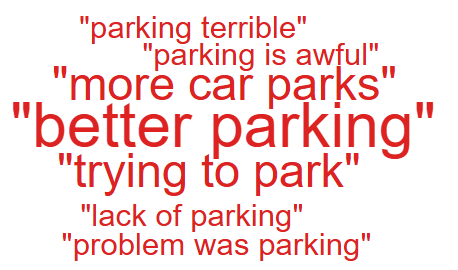 "parking terrible"
"parking is awful"
"more car parks"
"better parking"
"trying to park"
"lack of parking"
"problem was parking"